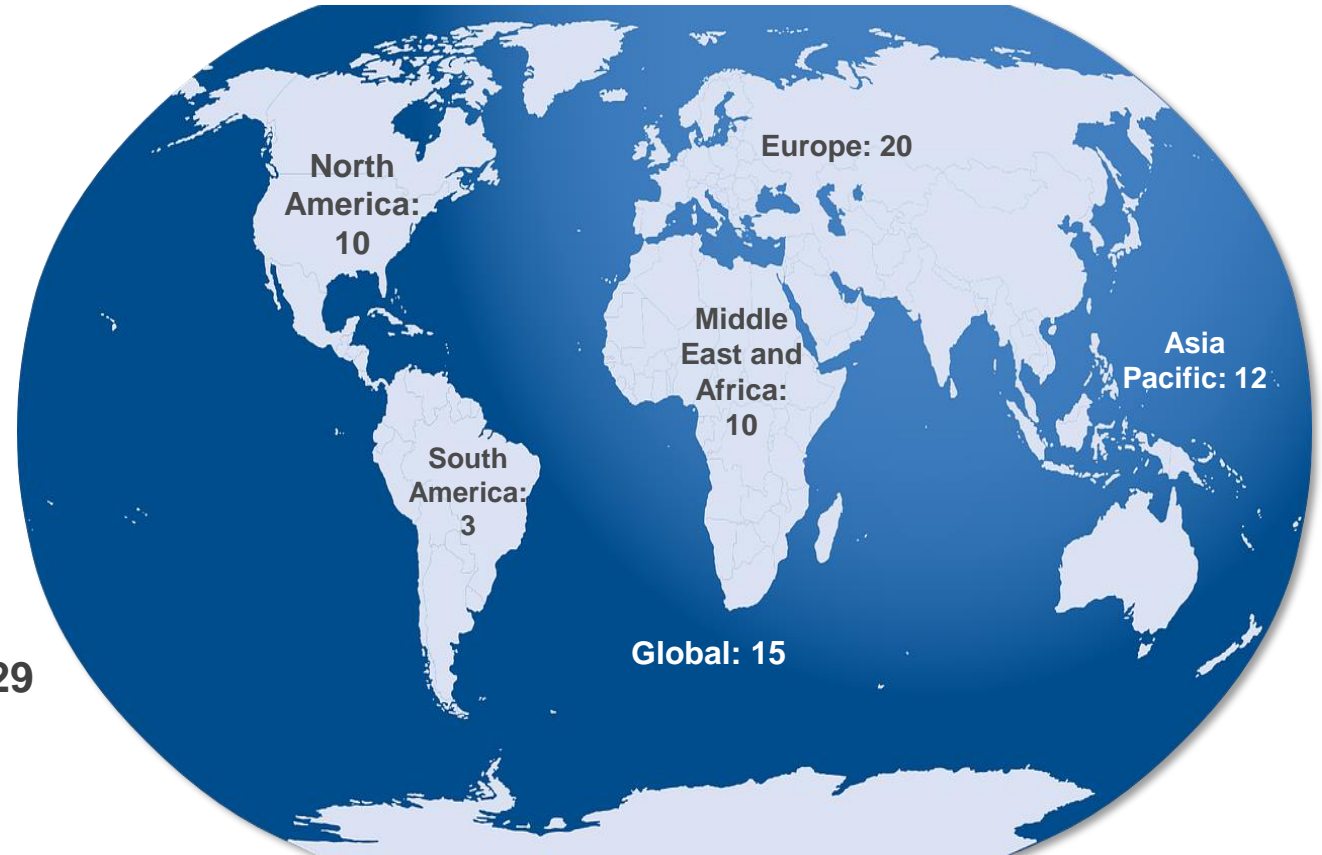 North
America:
10
Europe: 20
Middle
East and
Africa:
10
Asia
Pacific: 12
South
America:
3
Global: 15
29